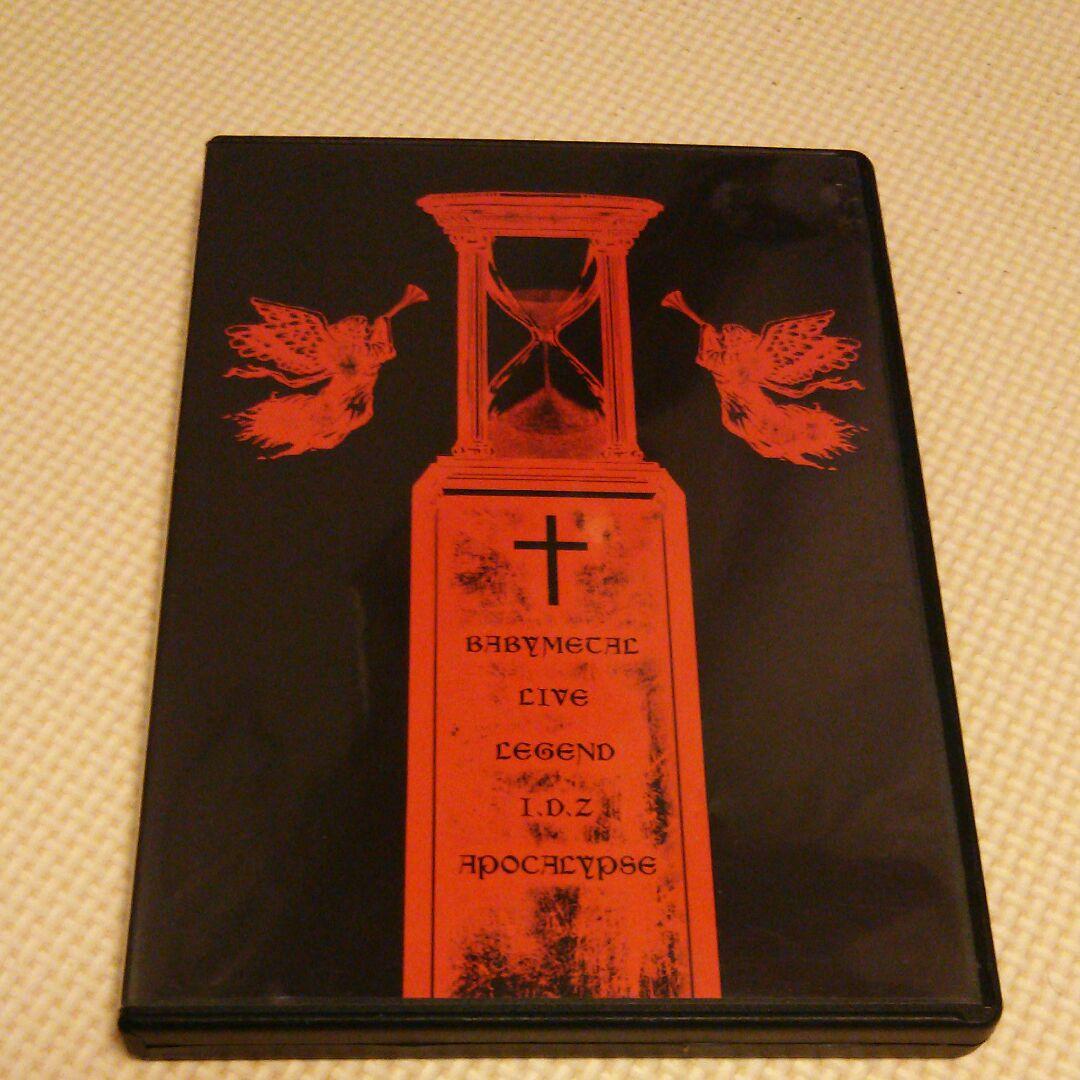 BABYMETAL
LIVE
LEGEND
I.D.Z
APOCALYPSE